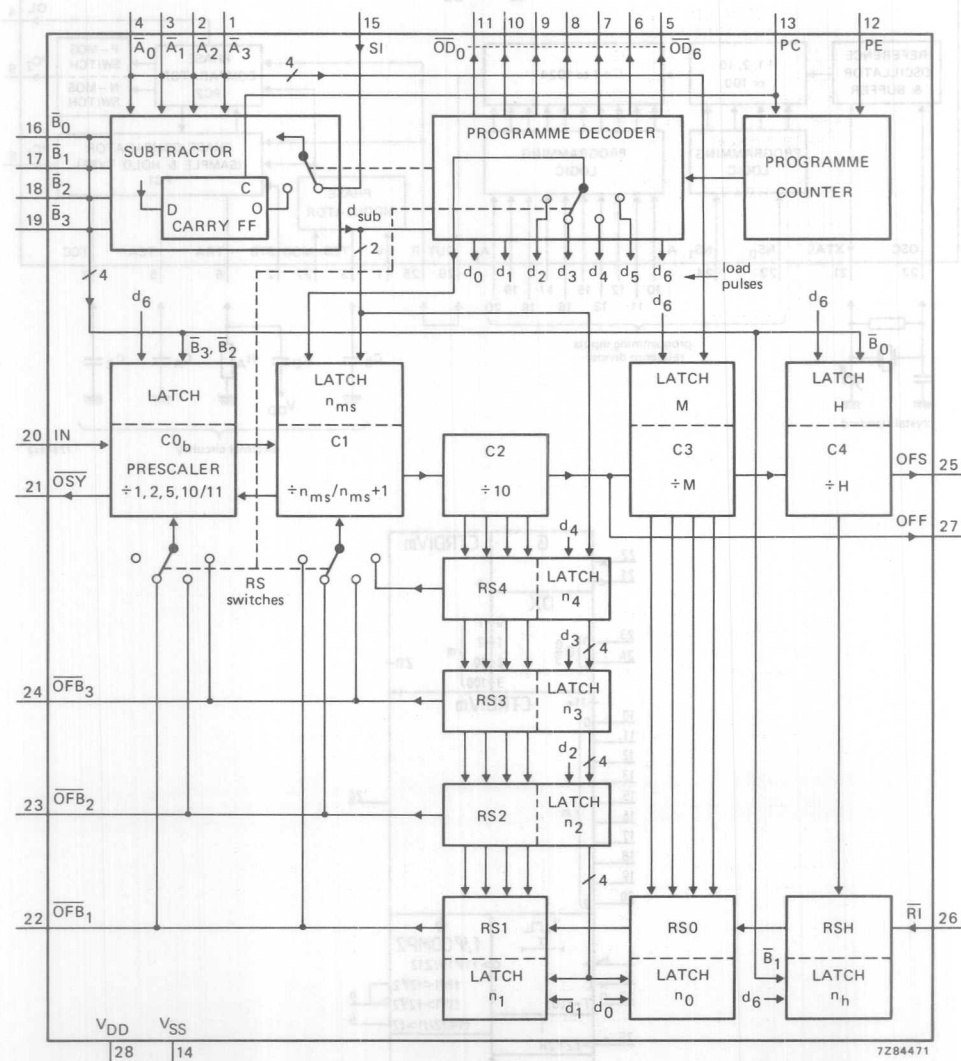 4 3 2 1 15 11 10 9 8 7 6 5 13 12
A̅0 A̅1 A̅2 A̅3 SI O̅D̅0 O̅D̅6 PC PE
4
16 B̅0
17 B̅1
18 B̅2
19 B̅3
SUBTRACTOR
C
D O
CARRY FF
PROGRAMME DECODER
PROGRAMME
COUNTER
dsub
2
4
d0 d1 d2 d3 d4 d5 d6
load
pulses
d6
B̅3, B̅2
d6
d6
B̅0
LATCH
C0b
PRESCALER
÷1, 2, 5, 10/11
LATCH
nms
C1
÷nms/nms+1
C2
÷10
LATCH
M
C3
÷M
LATCH
H
C4
÷H
20 IN
21 O̅S̅Y̅
OFS 25
OFF 27
RS
switches
d4
RS4
LATCH
n4
d3
4
RS3
LATCH
n3
d2
4
RS2
LATCH
n2
4
24 O̅F̅B̅3
23 O̅F̅B̅2
22 O̅F̅B̅1
RS1
LATCH
n1
d1 d0
RS0
LATCH
n0
B̅1
d6
RSH
LATCH
nh
R̅I̅ 26
VDD VSS
28 14
7Z84471